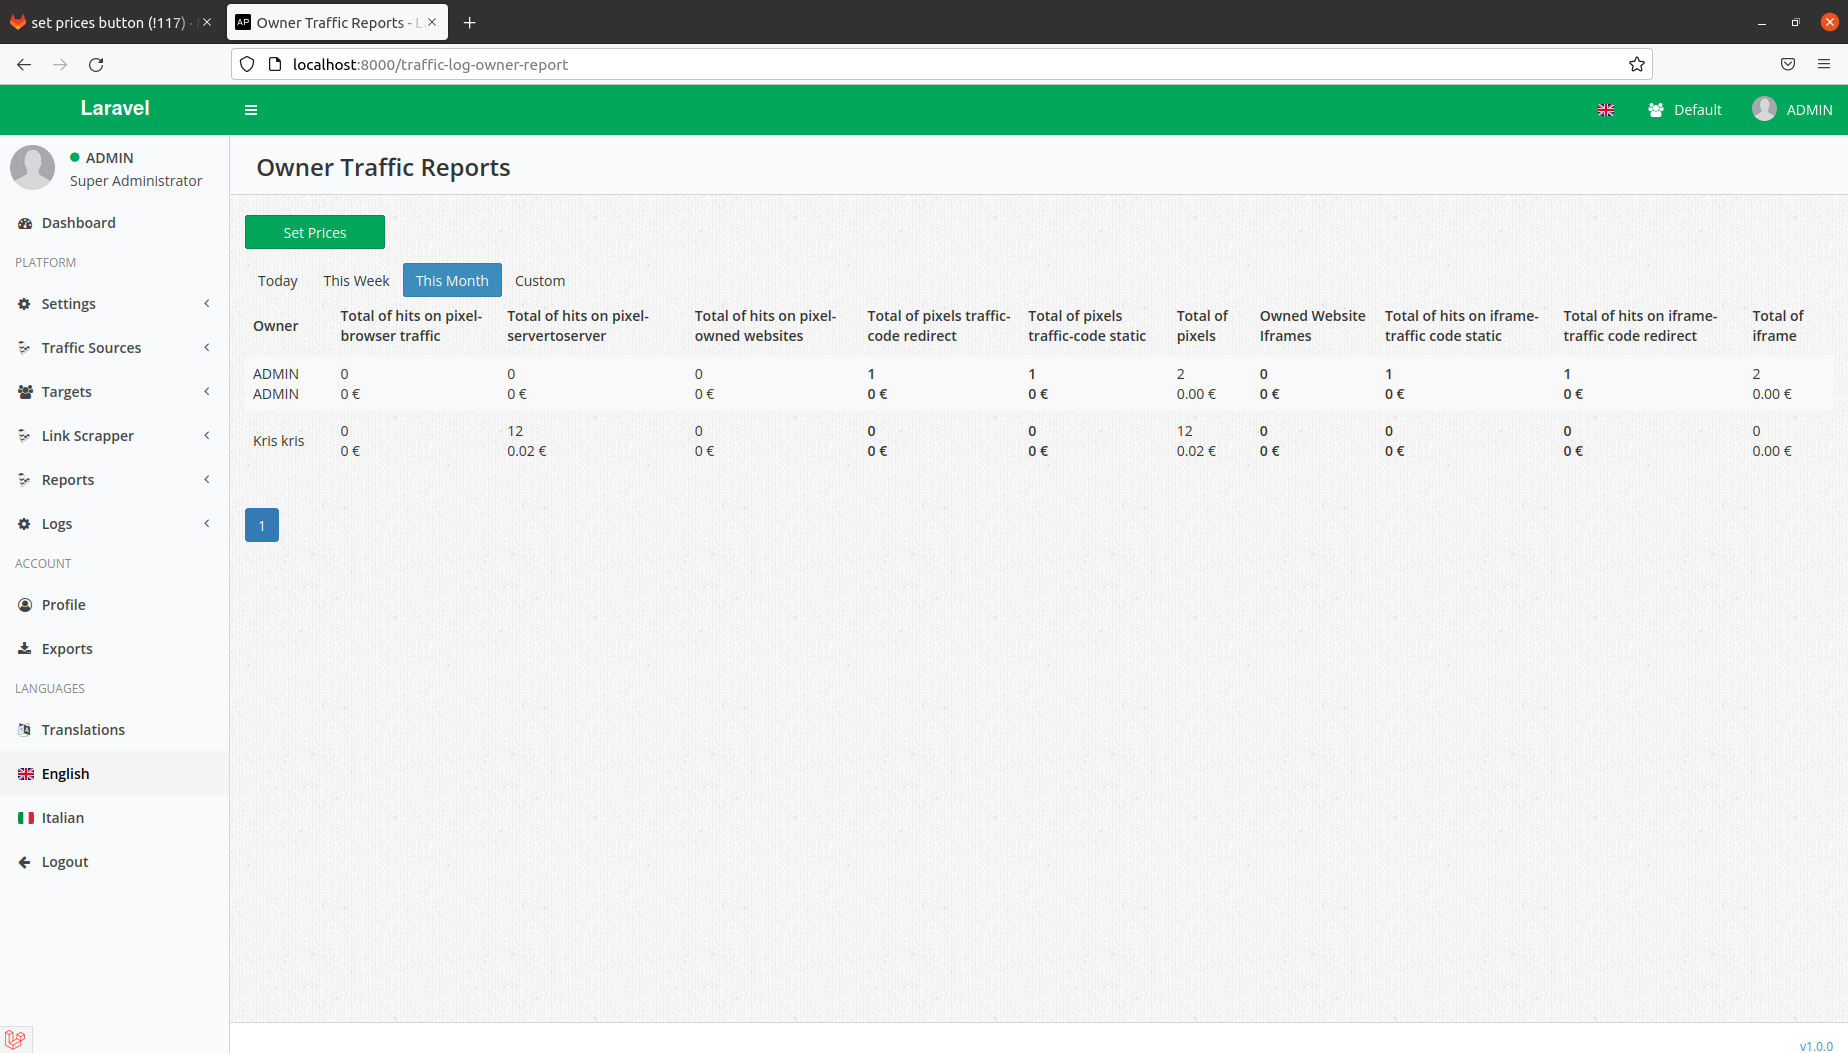 set prices button (!117) ·
AP Owner Traffic Reports - L
localhost:8000/traffic-log-owner-report
Laravel
Default
ADMIN
ADMIN
Super Administrator
Dashboard
PLATFORM
Settings
Traffic Sources
Targets
Link Scrapper
Reports
Logs
ACCOUNT
Profile
Exports
LANGUAGES
Translations
English
Italian
Logout
Owner Traffic Reports
Set Prices
Today This Week This Month Custom
Owner
Total of hits on pixel-
browser traffic
Total of hits on pixel-
servertoserver
Total of hits on pixel-
owned websites
Total of pixels traffic-
code redirect
Total of pixels
traffic-code static
Total of
pixels
Owned Website
Iframes
Total of hits on iframe-
traffic code static
Total of hits on iframe-
traffic code redirect
Total of
iframe
ADMIN 0 0 0 1 1 2 0 1 1 2
ADMIN 0 € 0 € 0 € 0 € 0 € 0.00 € 0 € 0 € 0 € 0.00 €
Kris kris
0 12 0 0 0 12 0 0 0 0
0 € 0.02 € 0 € 0 € 0 € 0.02 € 0 € 0 € 0 € 0.00 €
1
v1.0.0